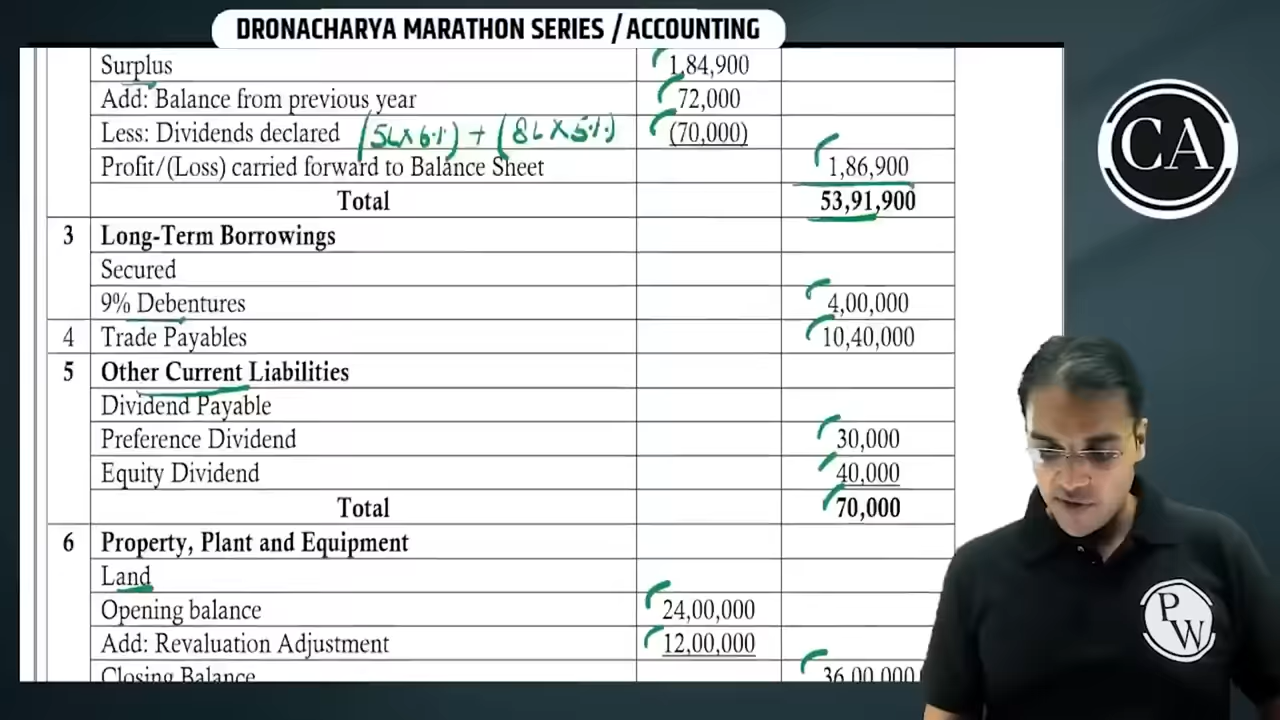 DRONACHARYA MARATHON SERIES / ACCOUNTING
Surplus 1,84,900
Add: Balance from previous year 72,000
Less: Dividends declared (5L×6%) + (8L×5%) (70,000)
Profit/(Loss) carried forward to Balance Sheet 1,86,900
Total 53,91,900
3 Long-Term Borrowings
Secured
9% Debentures 4,00,000
4 Trade Payables 10,40,000
5 Other Current Liabilities
Dividend Payable
Preference Dividend 30,000
Equity Dividend 40,000
Total 70,000
6 Property, Plant and Equipment
Land
Opening balance 24,00,000
Add: Revaluation Adjustment 12,00,000
Closing Balance 36,00,000
CA
PW